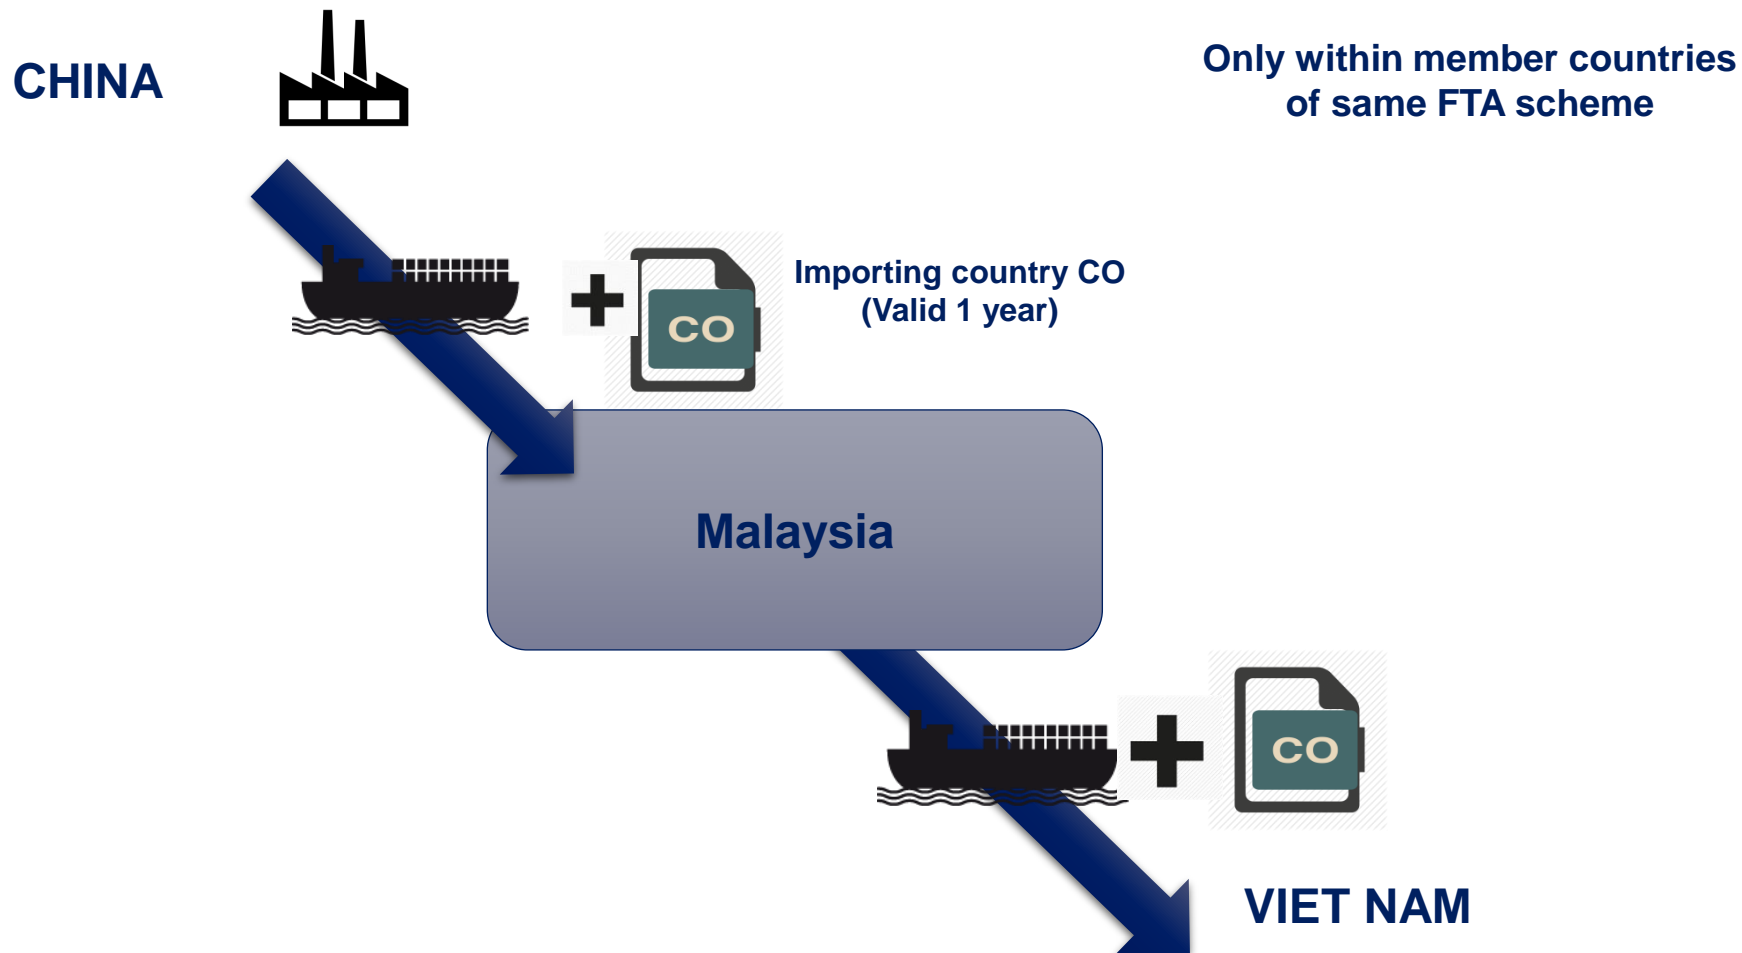 CHINA
Only within member countries
of same FTA scheme
Importing country CO
(Valid 1 year)
CO
Malaysia
CO
VIET NAM